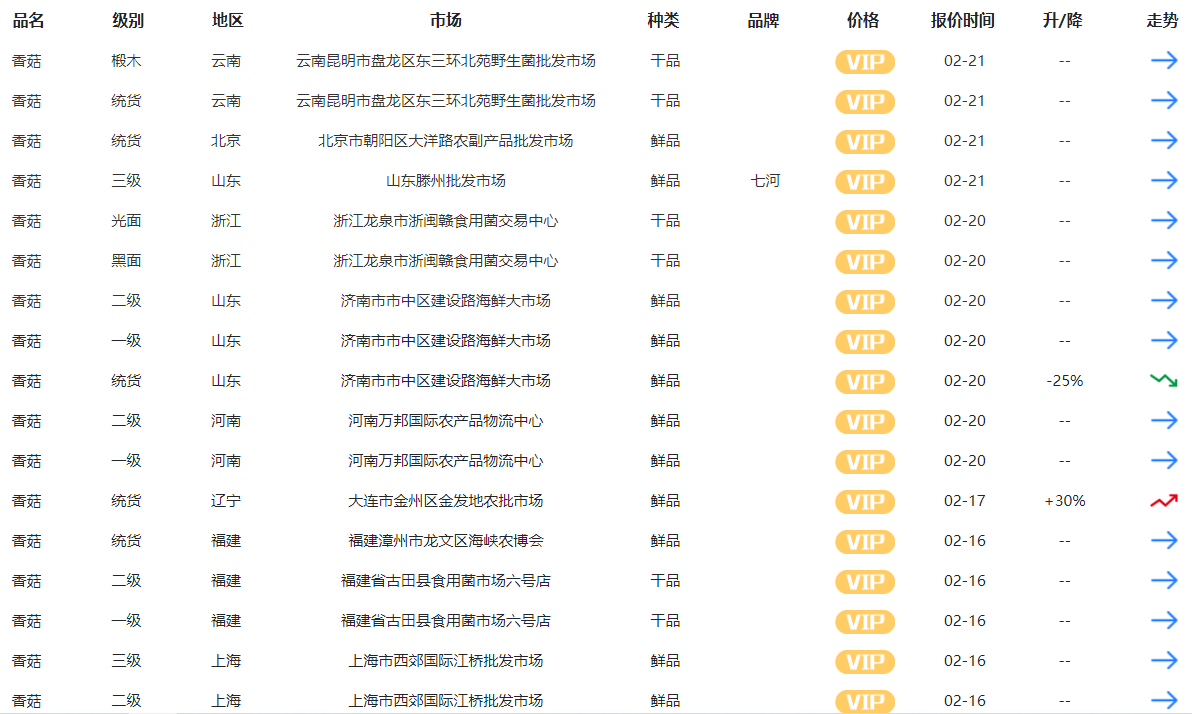 品名 级别 地区 市场 种类 品牌 价格 报价时间 升/降 走势
香菇 椴木 云南 云南昆明市盘龙区东三环北苑野生菌批发市场 干品 VIP 02-21 --
香菇 统货 云南 云南昆明市盘龙区东三环北苑野生菌批发市场 干品 VIP 02-21 --
香菇 统货 北京 北京市朝阳区大洋路农副产品批发市场 鲜品 VIP 02-21 --
香菇 三级 山东 山东滕州批发市场 鲜品 七河 VIP 02-21 --
香菇 光面 浙江 浙江龙泉市浙闽赣食用菌交易中心 干品 VIP 02-20 --
香菇 黑面 浙江 浙江龙泉市浙闽赣食用菌交易中心 干品 VIP 02-20 --
香菇 二级 山东 济南市市中区建设路海鲜大市场 鲜品 VIP 02-20 --
香菇 一级 山东 济南市市中区建设路海鲜大市场 鲜品 VIP 02-20 --
香菇 统货 山东 济南市市中区建设路海鲜大市场 鲜品 VIP 02-20 -25%
香菇 二级 河南 河南万邦国际农产品物流中心 鲜品 VIP 02-20 --
香菇 一级 河南 河南万邦国际农产品物流中心 鲜品 VIP 02-20 --
香菇 统货 辽宁 大连市金州区金发地农批市场 鲜品 VIP 02-17 +30%
香菇 统货 福建 福建漳州市龙文区海峡农博会 鲜品 VIP 02-16 --
香菇 二级 福建 福建省古田县食用菌市场六号店 干品 VIP 02-16 --
香菇 一级 福建 福建省古田县食用菌市场六号店 干品 VIP 02-16 --
香菇 三级 上海 上海市西郊国际江桥批发市场 鲜品 VIP 02-16 --
香菇 二级 上海 上海市西郊国际江桥批发市场 鲜品 VIP 02-16 --